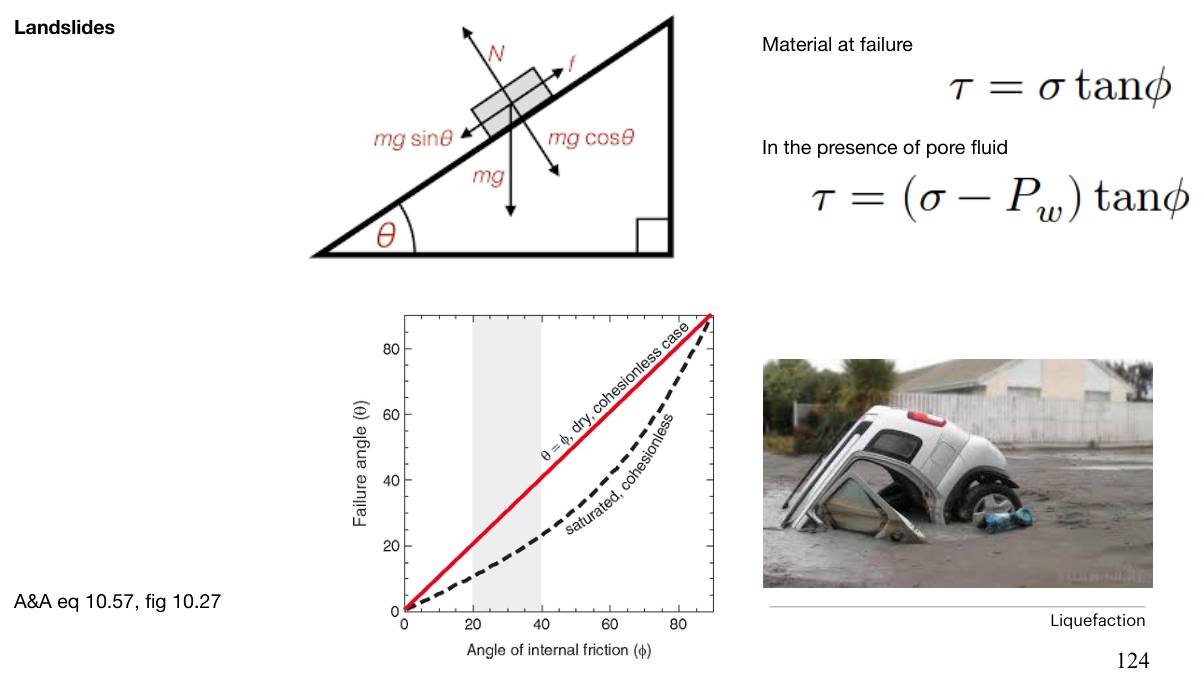 Landslides
N
f
mg sinθ
mg cosθ
mg
θ
Material at failure
τ = σ tanϕ
In the presence of pore fluid
τ = (σ − P_w) tanϕ
Failure angle (θ)
80
60
40
20
0
θ = ϕ, dry, cohesionless case
saturated, cohesionless
0 20 40 60 80
Angle of internal friction (ϕ)
A&A eq 10.57, fig 10.27
Liquefaction
124